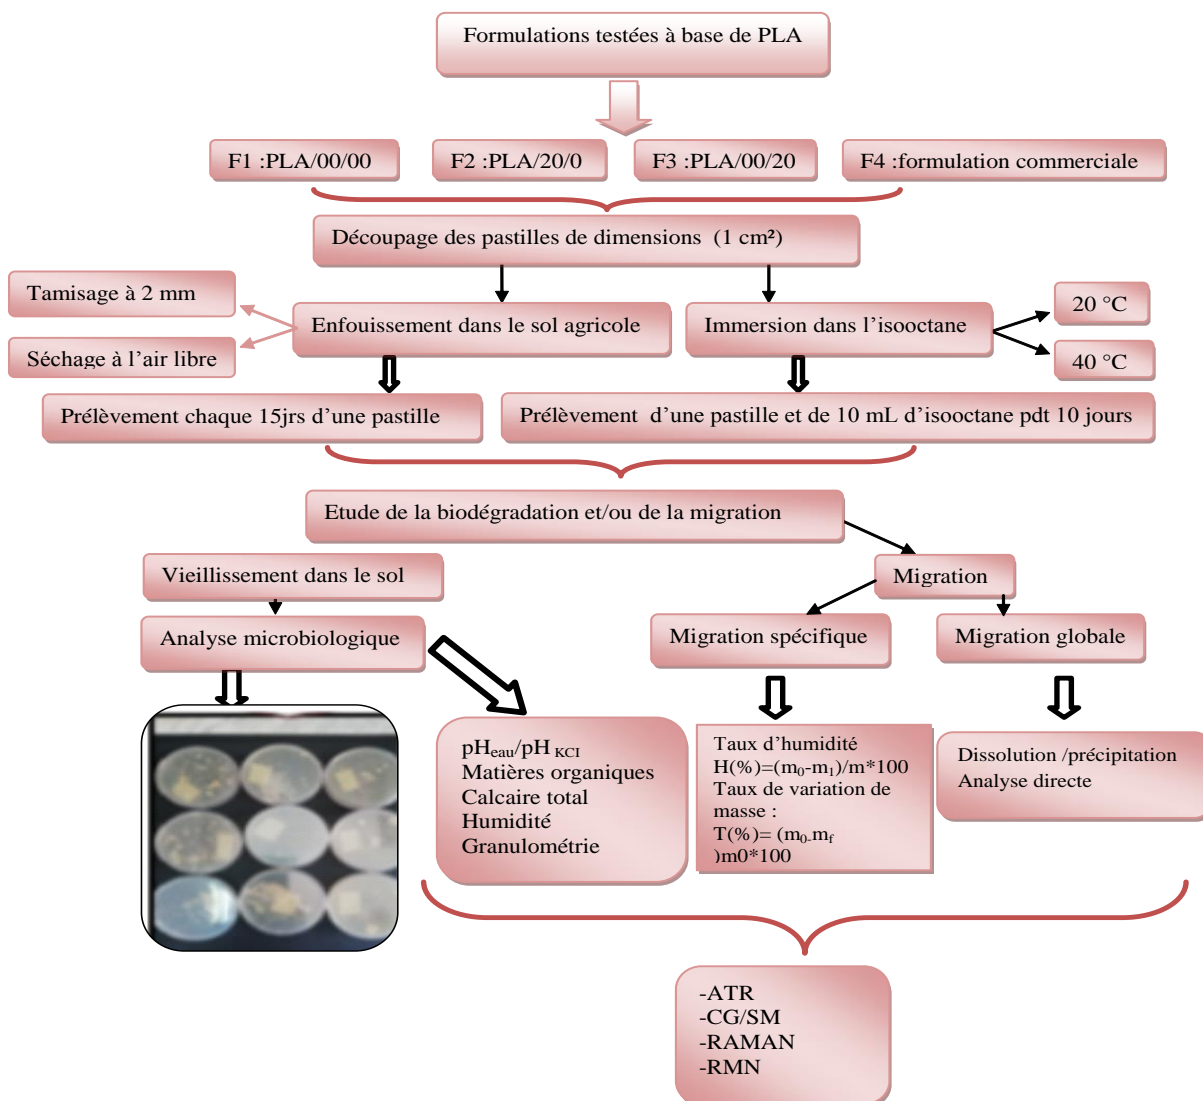 Formulations testées à base de PLA
F1 :PLA/00/00
F2 :PLA/20/0
F3 :PLA/00/20
F4 :formulation commerciale
Découpage des pastilles de dimensions (1 cm²)
Tamisage à 2 mm
Séchage à l’air libre
Enfouissement dans le sol agricole
Immersion dans l’isooctane
20 °C
40 °C
Prélèvement chaque 15jrs d’une pastille
Prélèvement d’une pastille et de 10 mL d’isooctane pdt 10 jours
Etude de la biodégradation et/ou de la migration
Vieillissement dans le sol
Migration
Analyse microbiologique
Migration spécifique
Migration globale
pHeau/pH KCl
Matières organiques
Calcaire total
Humidité
Granulométrie
Taux d’humidité
H(%)=(m0-m1)/m*100
Taux de variation de
masse :
T(%)= (m0-mf
)m0*100
Dissolution /précipitation
Analyse directe
-ATR
-CG/SM
-RAMAN
-RMN